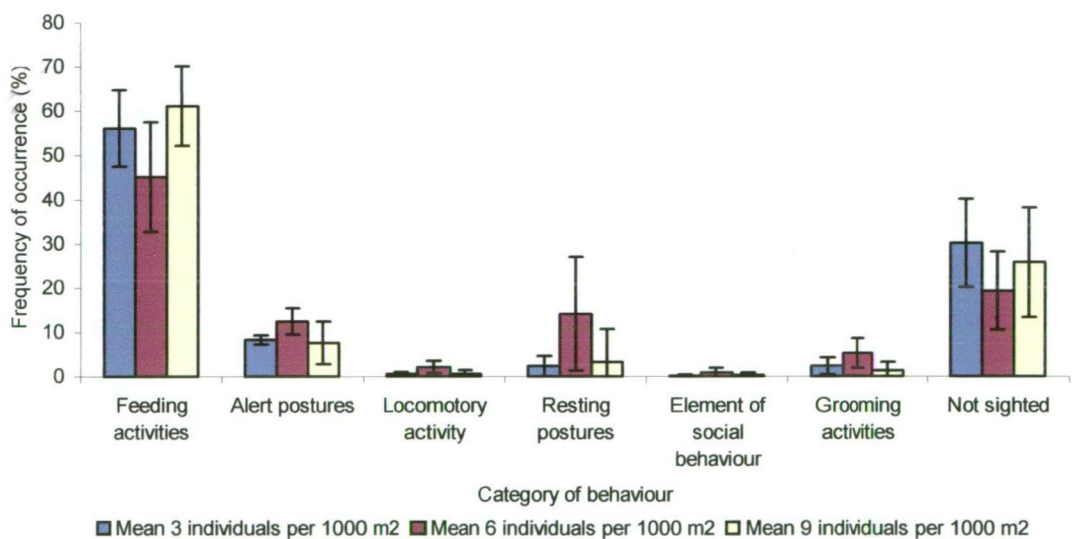 80
70
60
50
40
30
20
10
0
Frequency of occurrence (%)
Feeding activities
Alert postures
Locomotory activity
Resting postures
Element of social behaviour
Grooming activities
Not sighted
Category of behaviour
Mean 3 individuals per 1000 m2 Mean 6 individuals per 1000 m2 Mean 9 individuals per 1000 m2